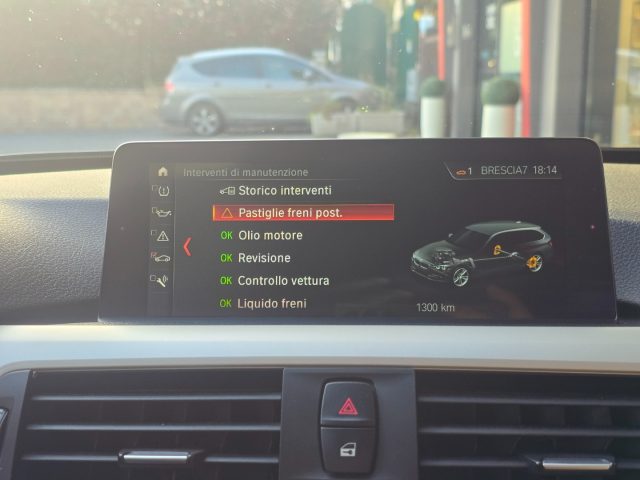 Interventi di manutenzione
1 BRESCIA7 18:14
Storico interventi
Pastiglie freni post.
OK Olio motore
OK Revisione
OK Controllo vettura
OK Liquido freni
1300 km